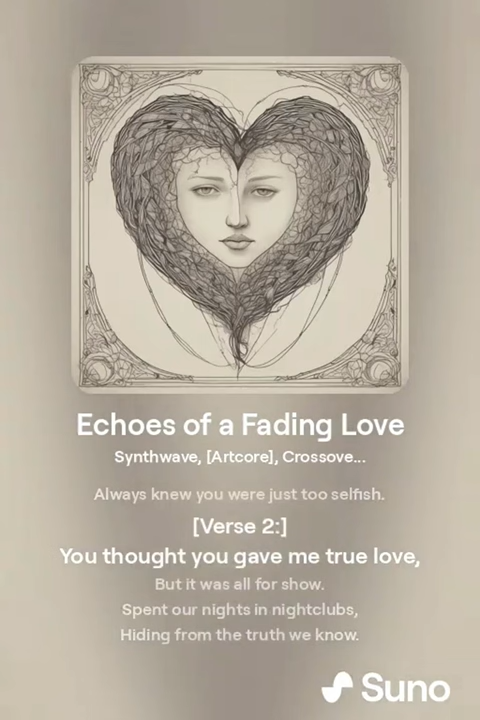 Echoes of a Fading Love
Synthwave, [Artcore], Crossove...
Always knew you were just too selfish.
[Verse 2:]
You thought you gave me true love,
But it was all for show.
Spent our nights in nightclubs,
Hiding from the truth we know.
Suno